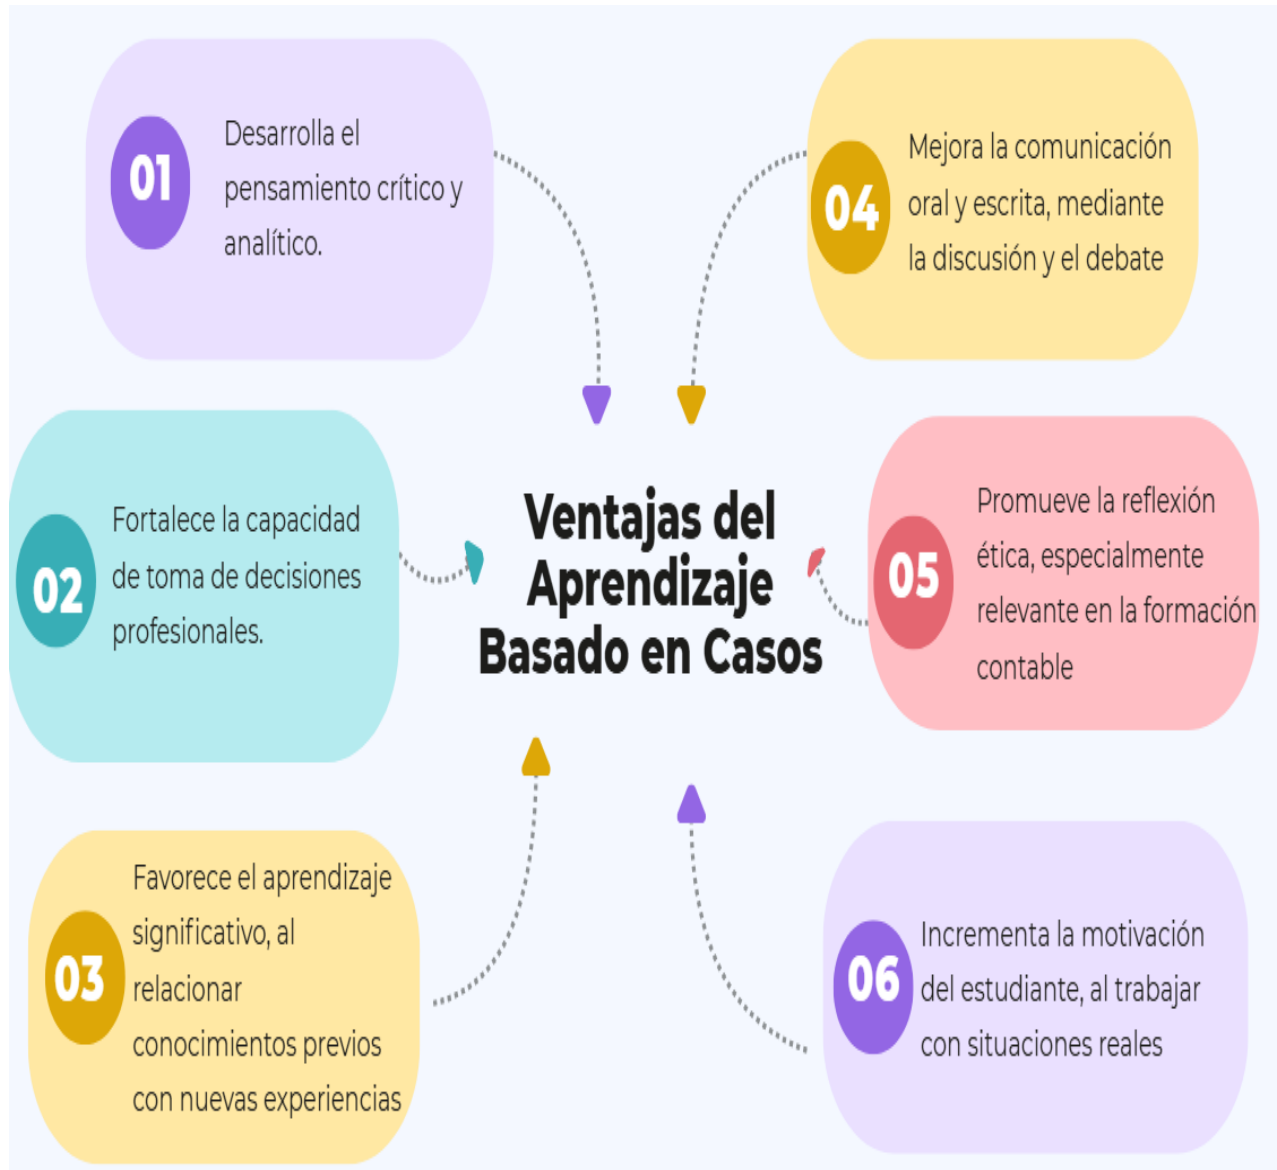 01
Desarrolla el
pensamiento crítico y
analítico.
02
Fortalece la capacidad
de toma de decisiones
profesionales.
03
Favorece el aprendizaje
significativo, al
relacionar
conocimientos previos
con nuevas experiencias
Ventajas del
Aprendizaje
Basado en Casos
04
Mejora la comunicación
oral y escrita, mediante
la discusión y el debate
05
Promueve la reflexión
ética, especialmente
relevante en la formación
contable
06
Incrementa la motivación
del estudiante, al trabajar
con situaciones reales